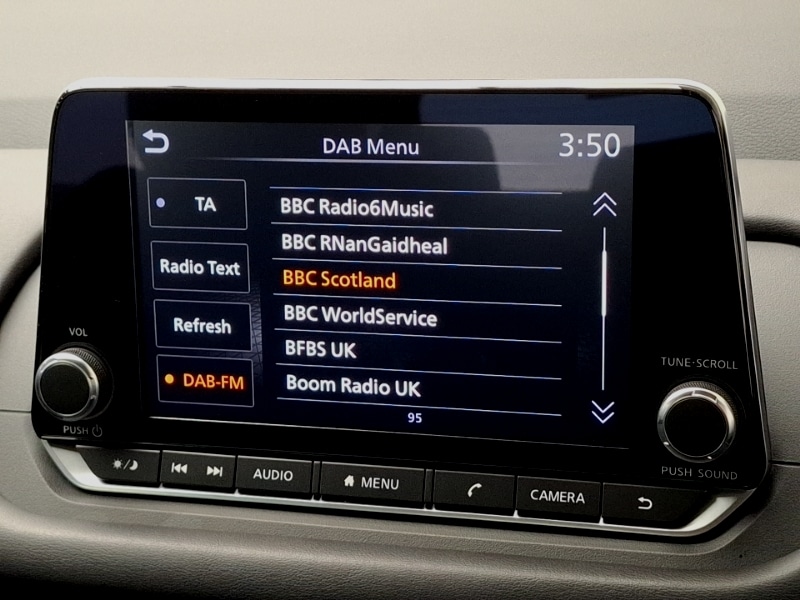 DAB Menu
3:50
TA
Radio Text
Refresh
DAB-FM
BBC Radio6Music
BBC RNanGaidheal
BBC Scotland
BBC WorldService
BFBS UK
Boom Radio UK
95
VOL
PUSH
TUNE·SCROLL
PUSH SOUND
AUDIO
MENU
CAMERA